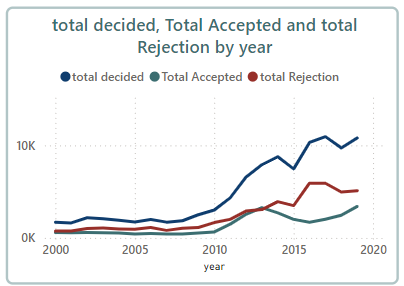 total decided, Total Accepted and total
Rejection by year
total decided Total Accepted total Rejection
10K
0K
2000 2005 2010 2015 2020
year